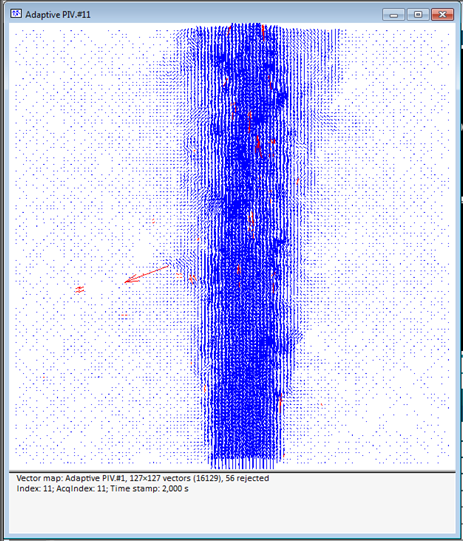 Adaptive PIV.#11
Vector map: Adaptive PIV.#1, 127×127 vectors (16129), 56 rejected
Index: 11; AcqIndex: 11; Time stamp: 2,000 s